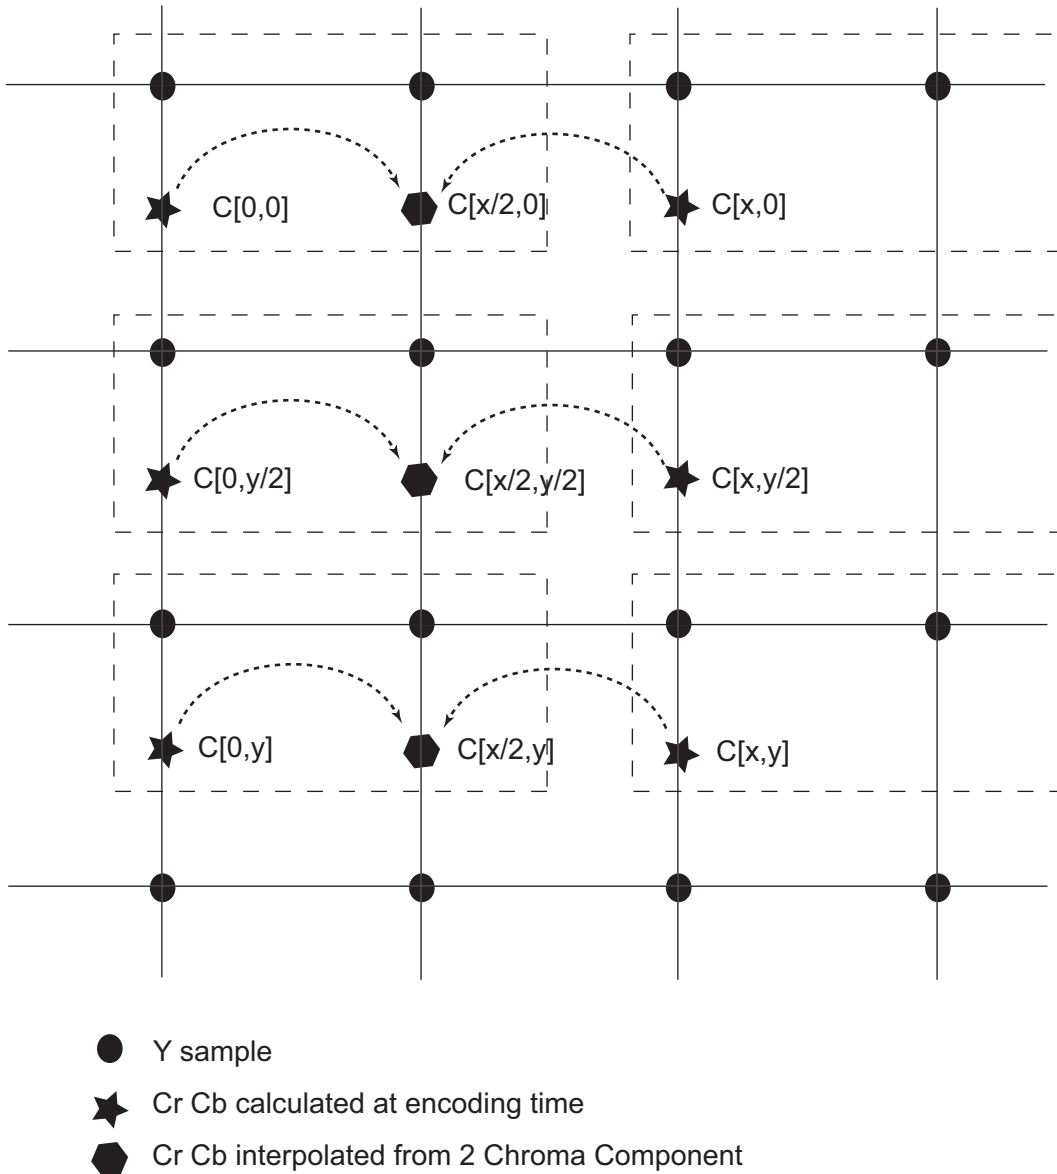 C[0,0] C[x/2,0] C[x,0]
C[0,y/2] C[x/2,y/2] C[x,y/2]
C[0,y] C[x/2,y] C[x,y]
Y sample
Cr Cb calculated at encoding time
Cr Cb interpolated from 2 Chroma Component